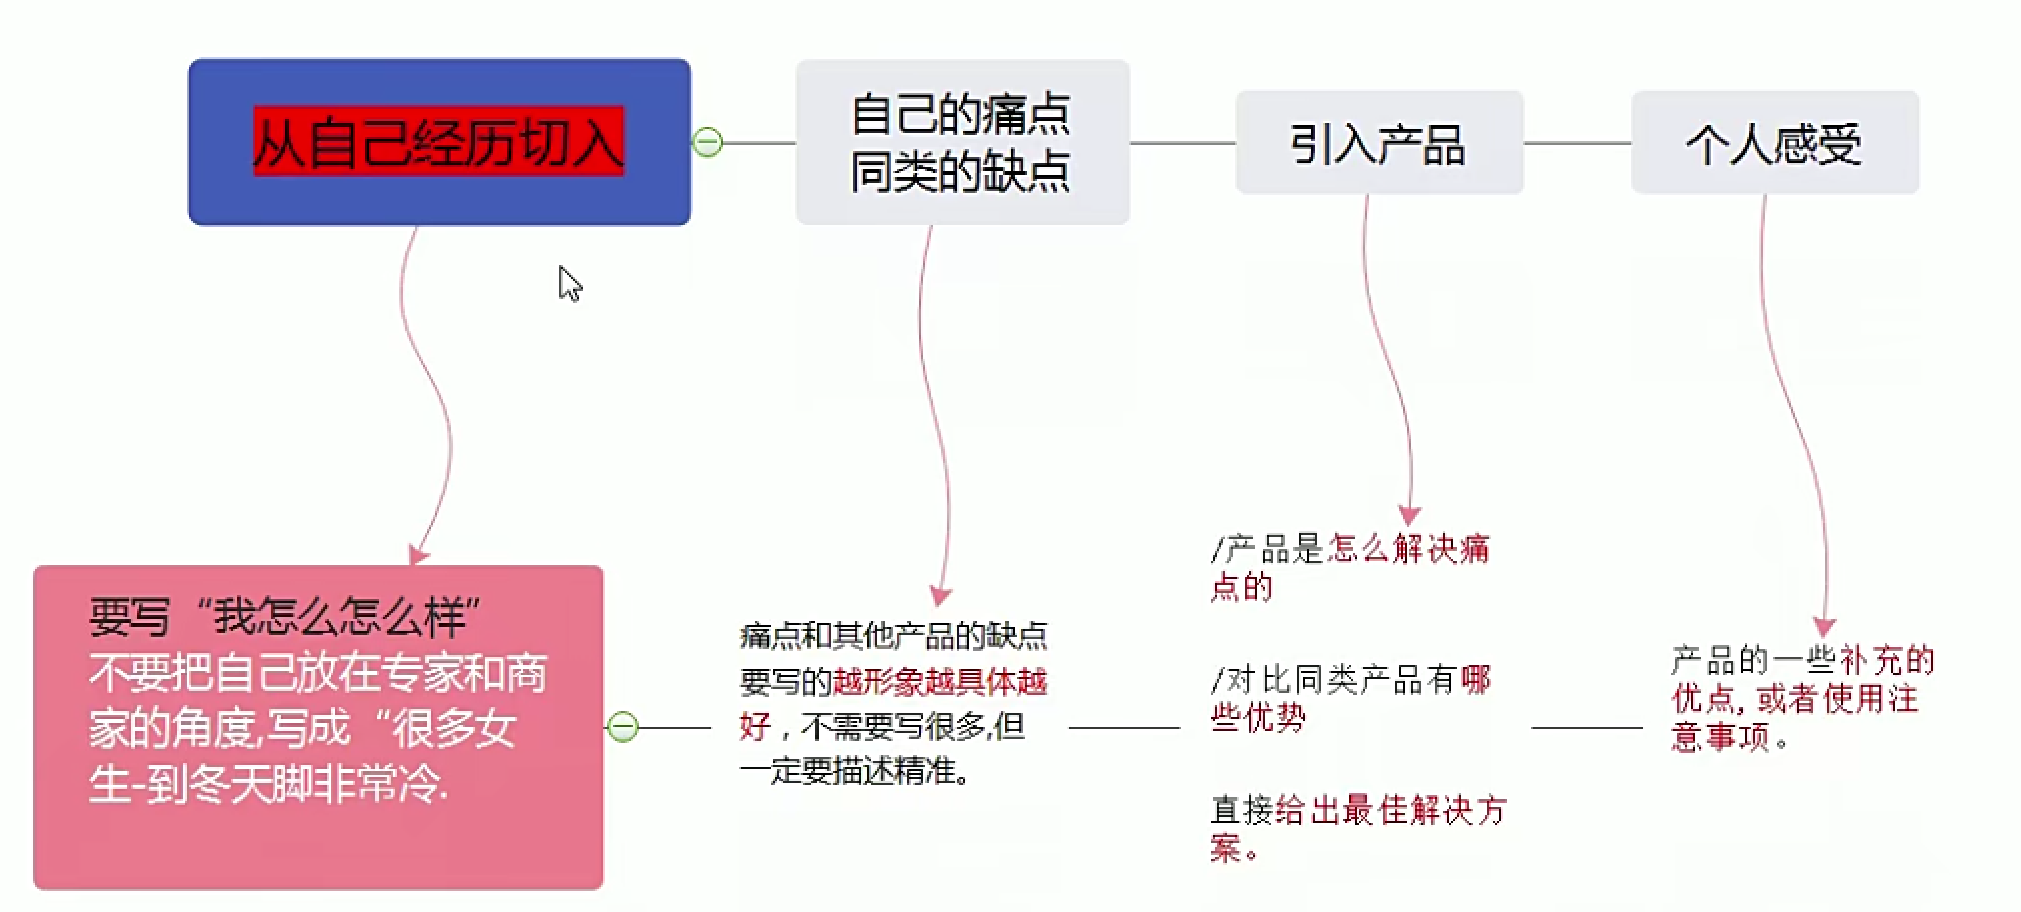 从自己经历切入
自己的痛点
同类的缺点
引入产品
个人感受
要写“我怎么怎么样”
不要把自己放在专家和商
家的角度,写成“很多女
生-到冬天脚非常冷.
痛点和其他产品的缺点
要写的越形象越具体越
好，不需要写很多,但
一定要描述精准。
/产品是怎么解决痛
点的
/对比同类产品有哪
些优势
直接给出最佳解决方
案。
产品的一些补充的
优点,或者使用注
意事项。